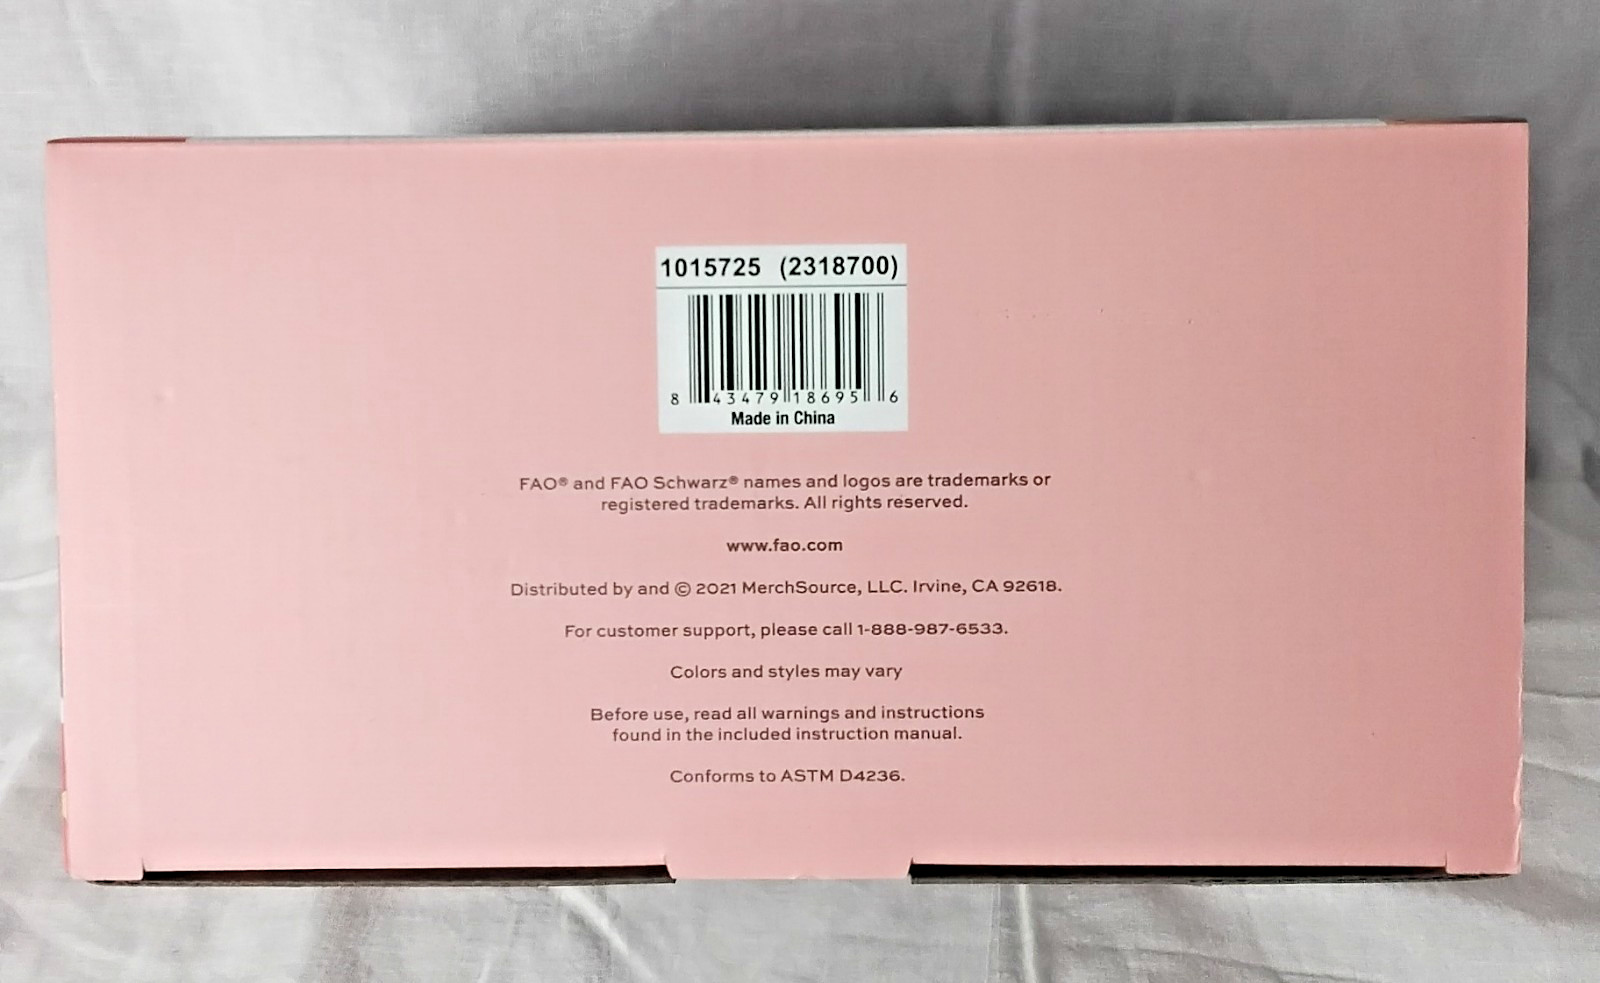 1015725 (2318700)
8 43479 18695 6
Made in China
FAO® and FAO Schwarz® names and logos are trademarks or
registered trademarks. All rights reserved.
www.fao.com
Distributed by and © 2021 MerchSource, LLC. Irvine, CA 92618.
For customer support, please call 1-888-987-6533.
Colors and styles may vary
Before use, read all warnings and instructions
found in the included instruction manual.
Conforms to ASTM D4236.